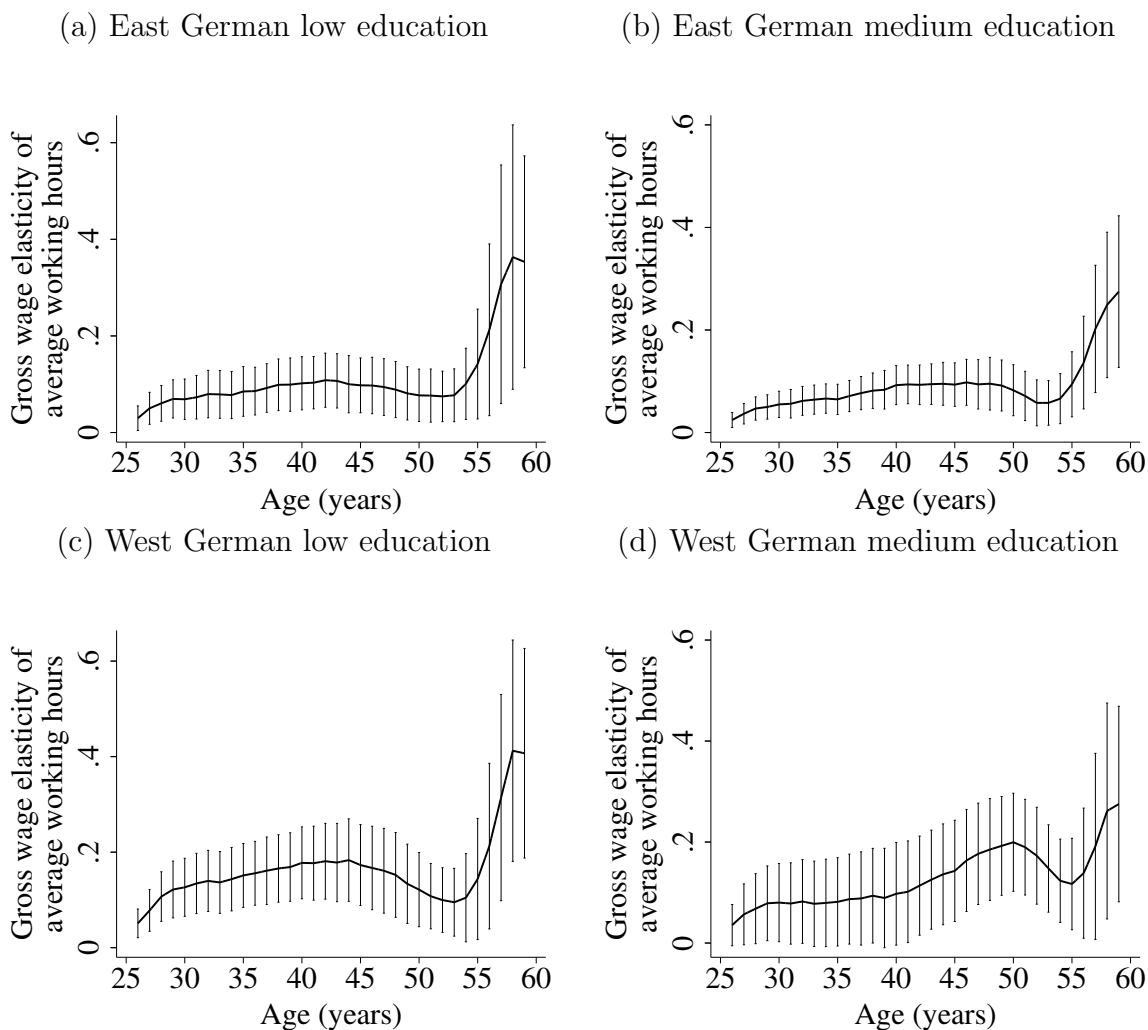 (a) East German low education
Gross wage elasticity of
average working hours
0 .2 .4 .6
25 30 35 40 45 50 55 60
Age (years)
(b) East German medium education
Gross wage elasticity of
average working hours
0 .2 .4 .6
25 30 35 40 45 50 55 60
Age (years)
(c) West German low education
Gross wage elasticity of
average working hours
0 .2 .4 .6
25 30 35 40 45 50 55 60
Age (years)
(d) West German medium education
Gross wage elasticity of
average working hours
0 .2 .4 .6
25 30 35 40 45 50 55 60
Age (years)